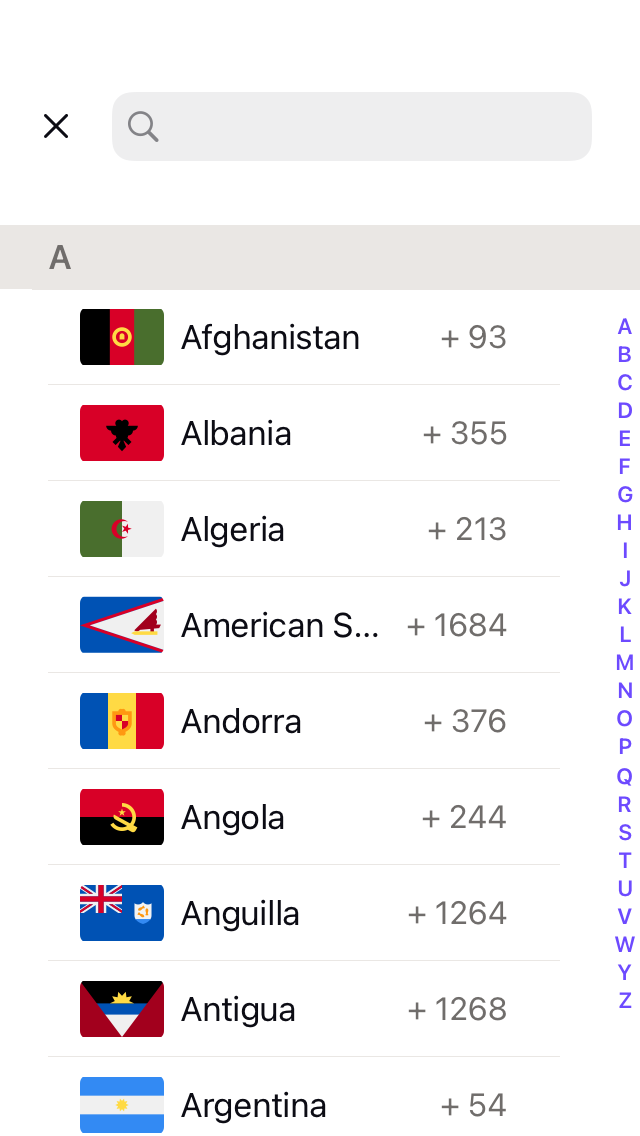 A
Afghanistan + 93
Albania + 355
Algeria + 213
American S... + 1684
Andorra + 376
Angola + 244
Anguilla + 1264
Antigua + 1268
Argentina + 54
A
B
C
D
E
F
G
H
I
J
K
L
M
N
O
P
Q
R
S
T
U
V
W
Y
Z